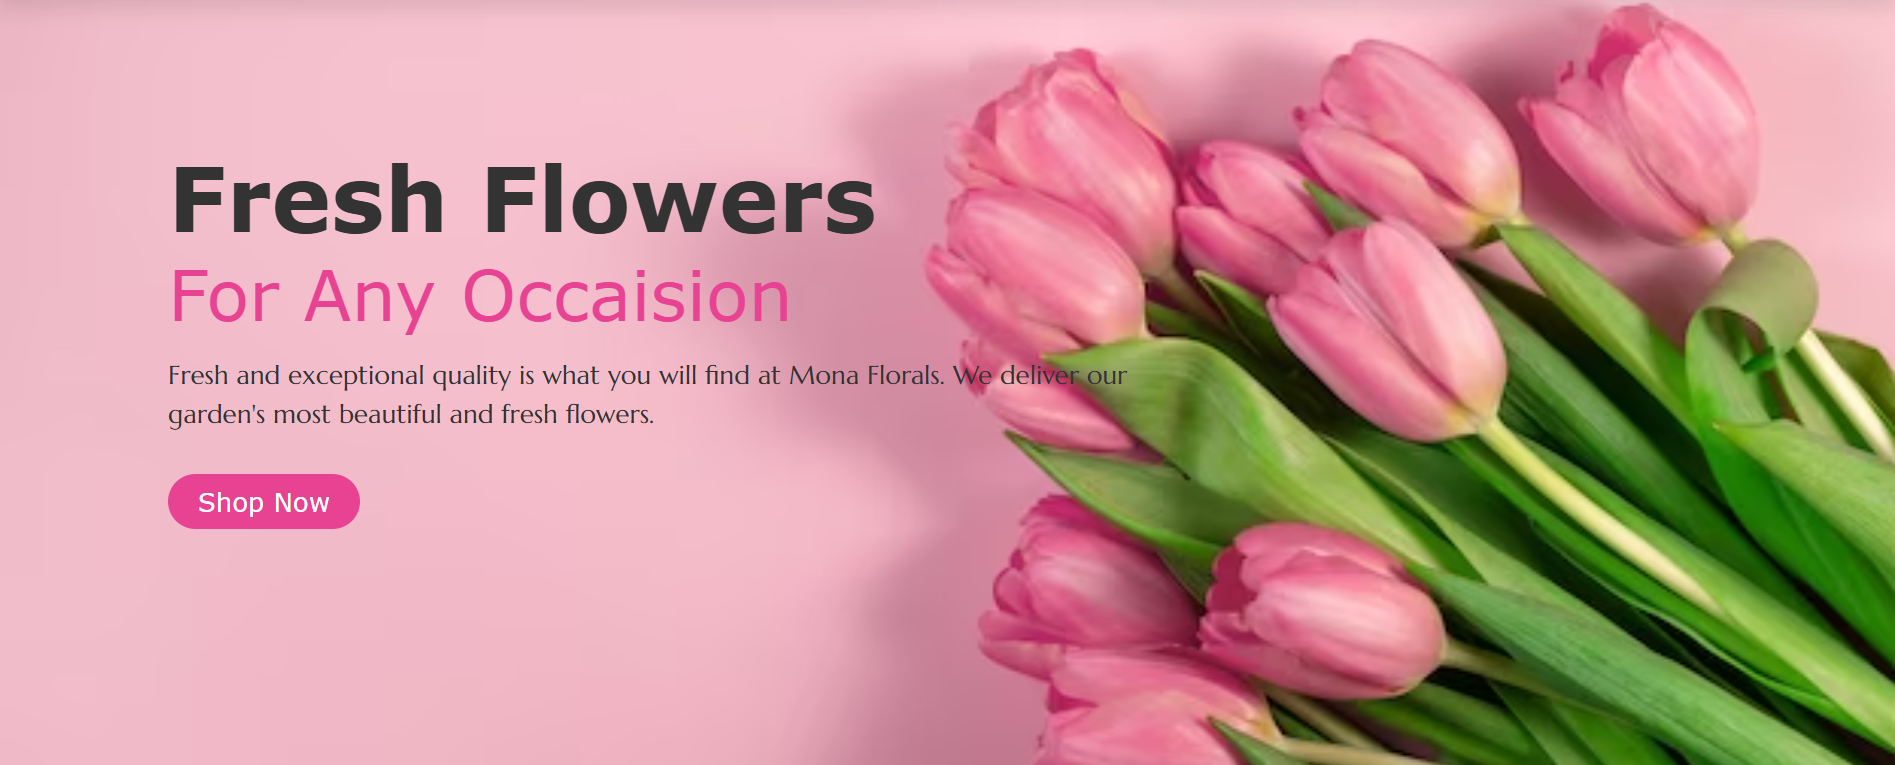 Fresh Flowers
For Any Occaision
Fresh and exceptional quality is what you will find at Mona Florals. We deliver our
garden's most beautiful and fresh flowers.
Shop Now